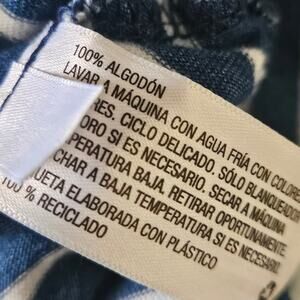 100% ALGODÓN
LAVAR A MÁQUINA CON AGUA FRÍA CON COLORES
RES. CICLO DELICADO. SÓLO BLANQUEADOR
ORO SI ES NECESARIO. SECAR A MÁQUINA
PERATURA BAJA. RETIRAR OPORTUNAMENTE.
CHAR A BAJA TEMPERATURA SI ES NECESARIO.
UETA ELABORADA CON PLÁSTICO
100 % RECICLADO